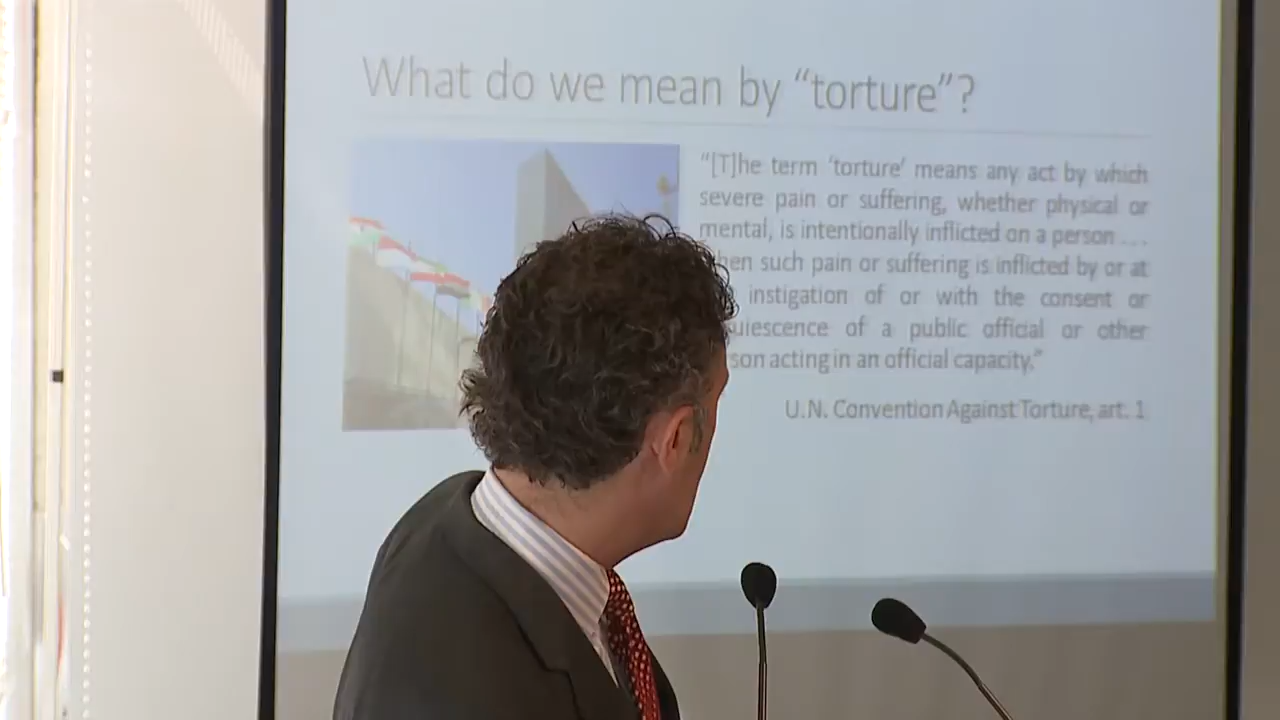 What do we mean by “torture”?
“[T]he term ‘torture’ means any act by which
severe pain or suffering, whether physical or
mental, is intentionally inflicted on a person . . .
hen such pain or suffering is inflicted by or at
instigation of or with the consent or
uiescence of a public official or other
son acting in an official capacity.”
U.N. Convention Against Torture, art. 1